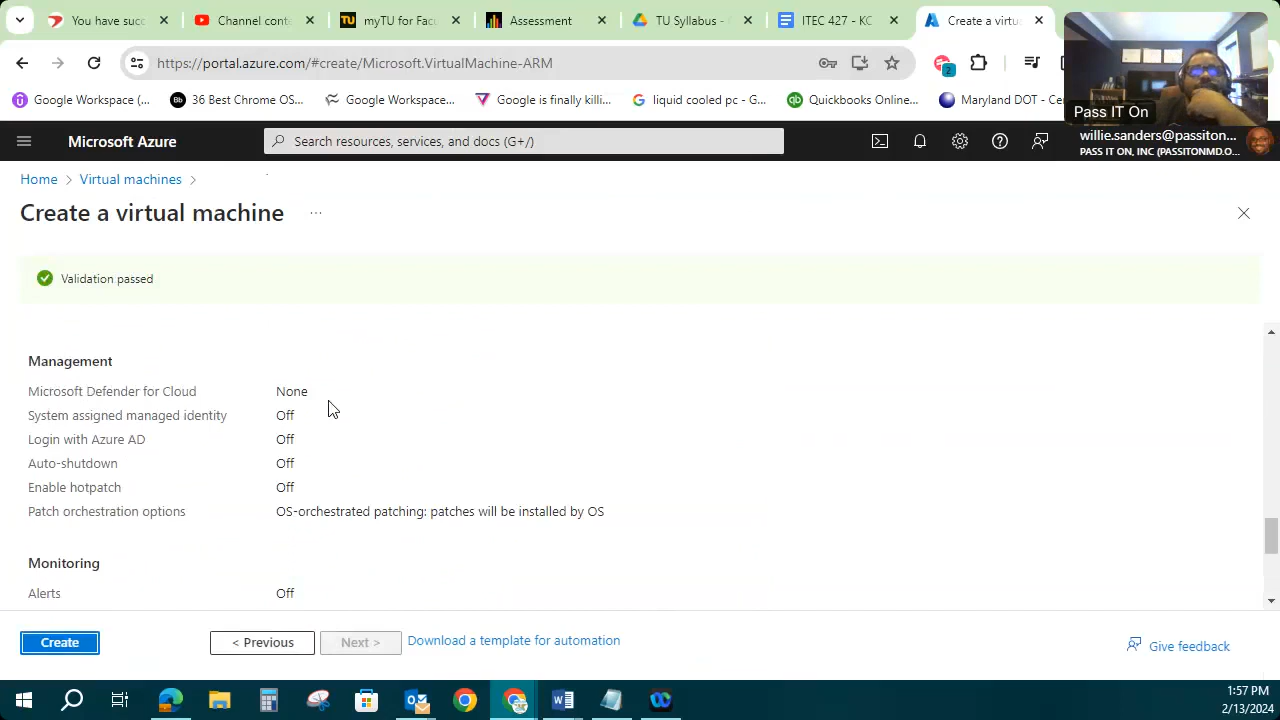 You have succ
Channel conte
myTU for Facu
Assessment
TU Syllabus -
ITEC 427 - KC
Create a virtu
https://portal.azure.com/#create/Microsoft.VirtualMachine-ARM
2
Google Workspace (...
Bb
36 Best Chrome OS...
Google Workspace...
Google is finally killi...
liquid cooled pc - G...
Quickbooks Online...
Maryland DOT - Ce
Pass IT On
Microsoft Azure
Search resources, services, and docs (G+/)
willie.sanders@passiton...
PASS IT ON, INC (PASSITONMD.O...
Home > Virtual machines >
Create a virtual machine ...
Validation passed
Management
Microsoft Defender for Cloud None
System assigned managed identity Off
Login with Azure AD Off
Auto-shutdown Off
Enable hotpatch Off
Patch orchestration options OS-orchestrated patching: patches will be installed by OS
Monitoring
Alerts Off
Create
< Previous
Next >
Download a template for automation
Give feedback
1:57 PM
2/13/2024